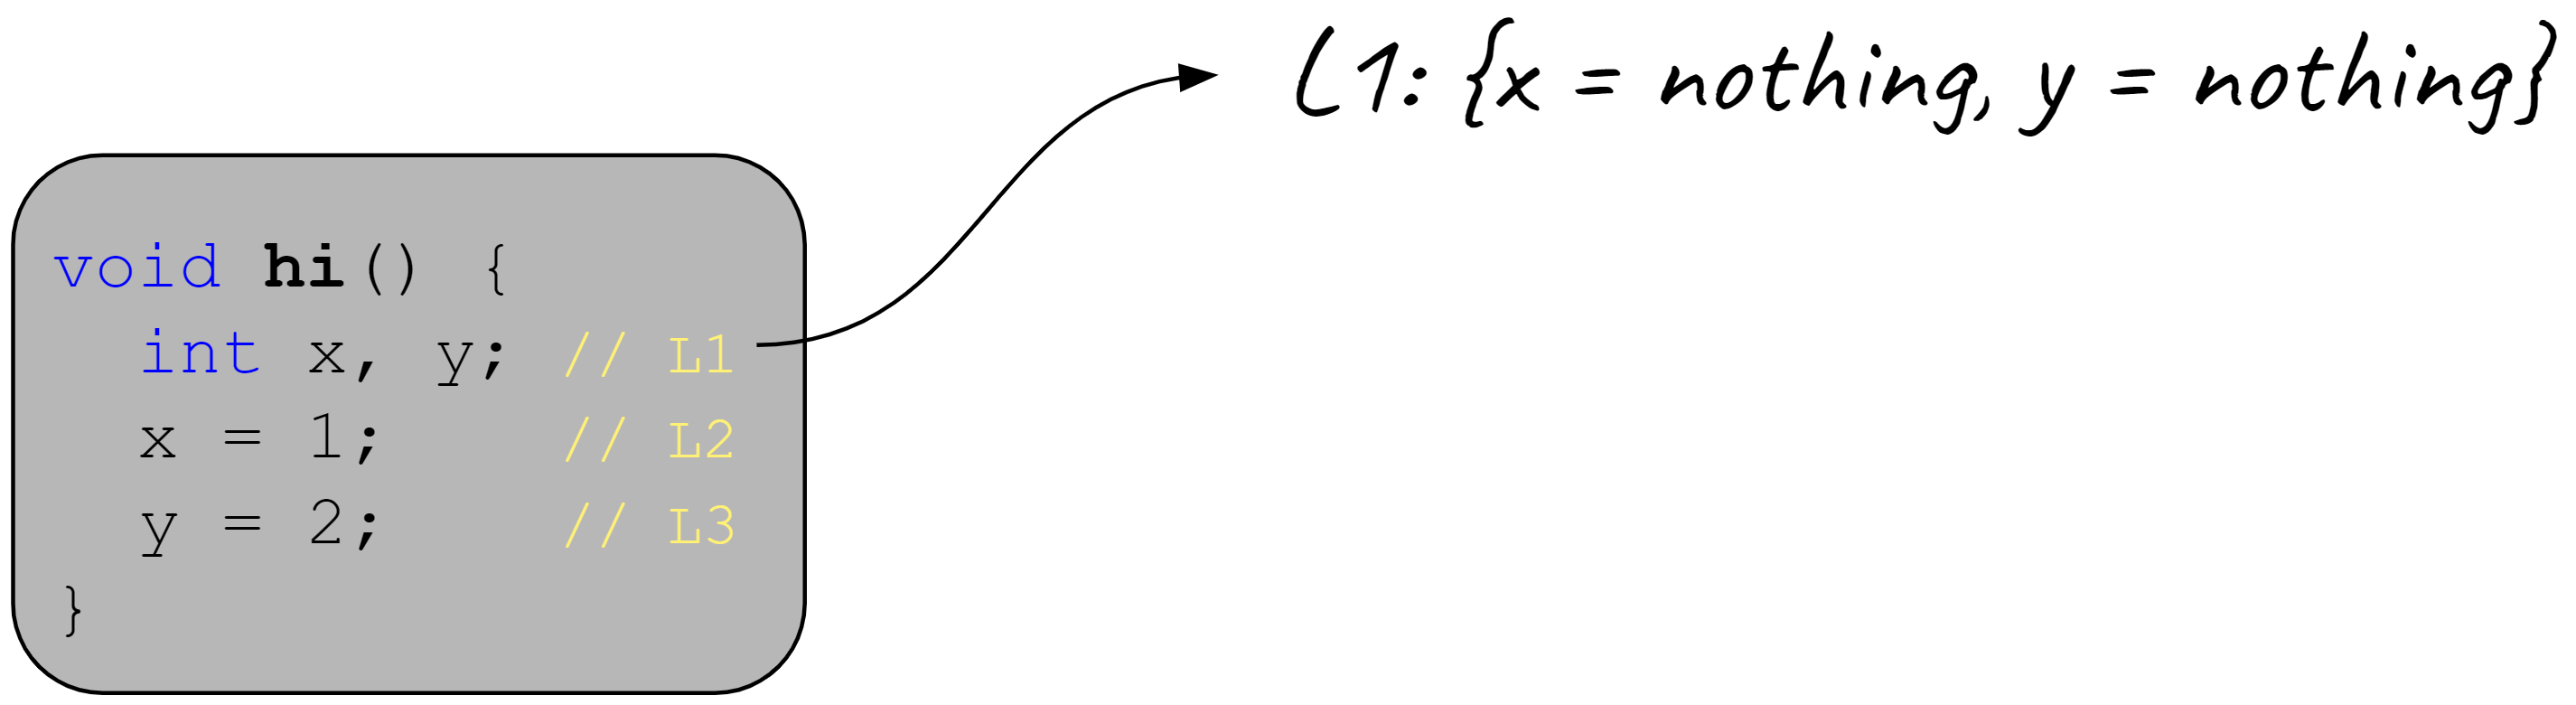 L1: {x = nothing, y = nothing}
void hi() {
int x, y; // L1
x = 1; // L2
y = 2; // L3
}